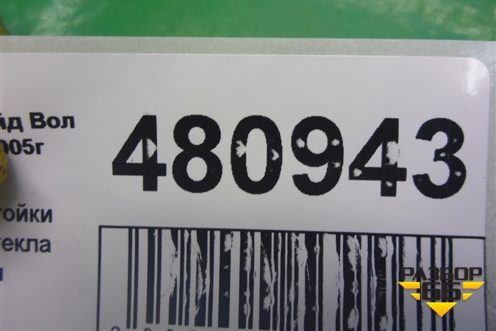 йд Вол
005г
480943
тойки
текла
РАЗБОР
66